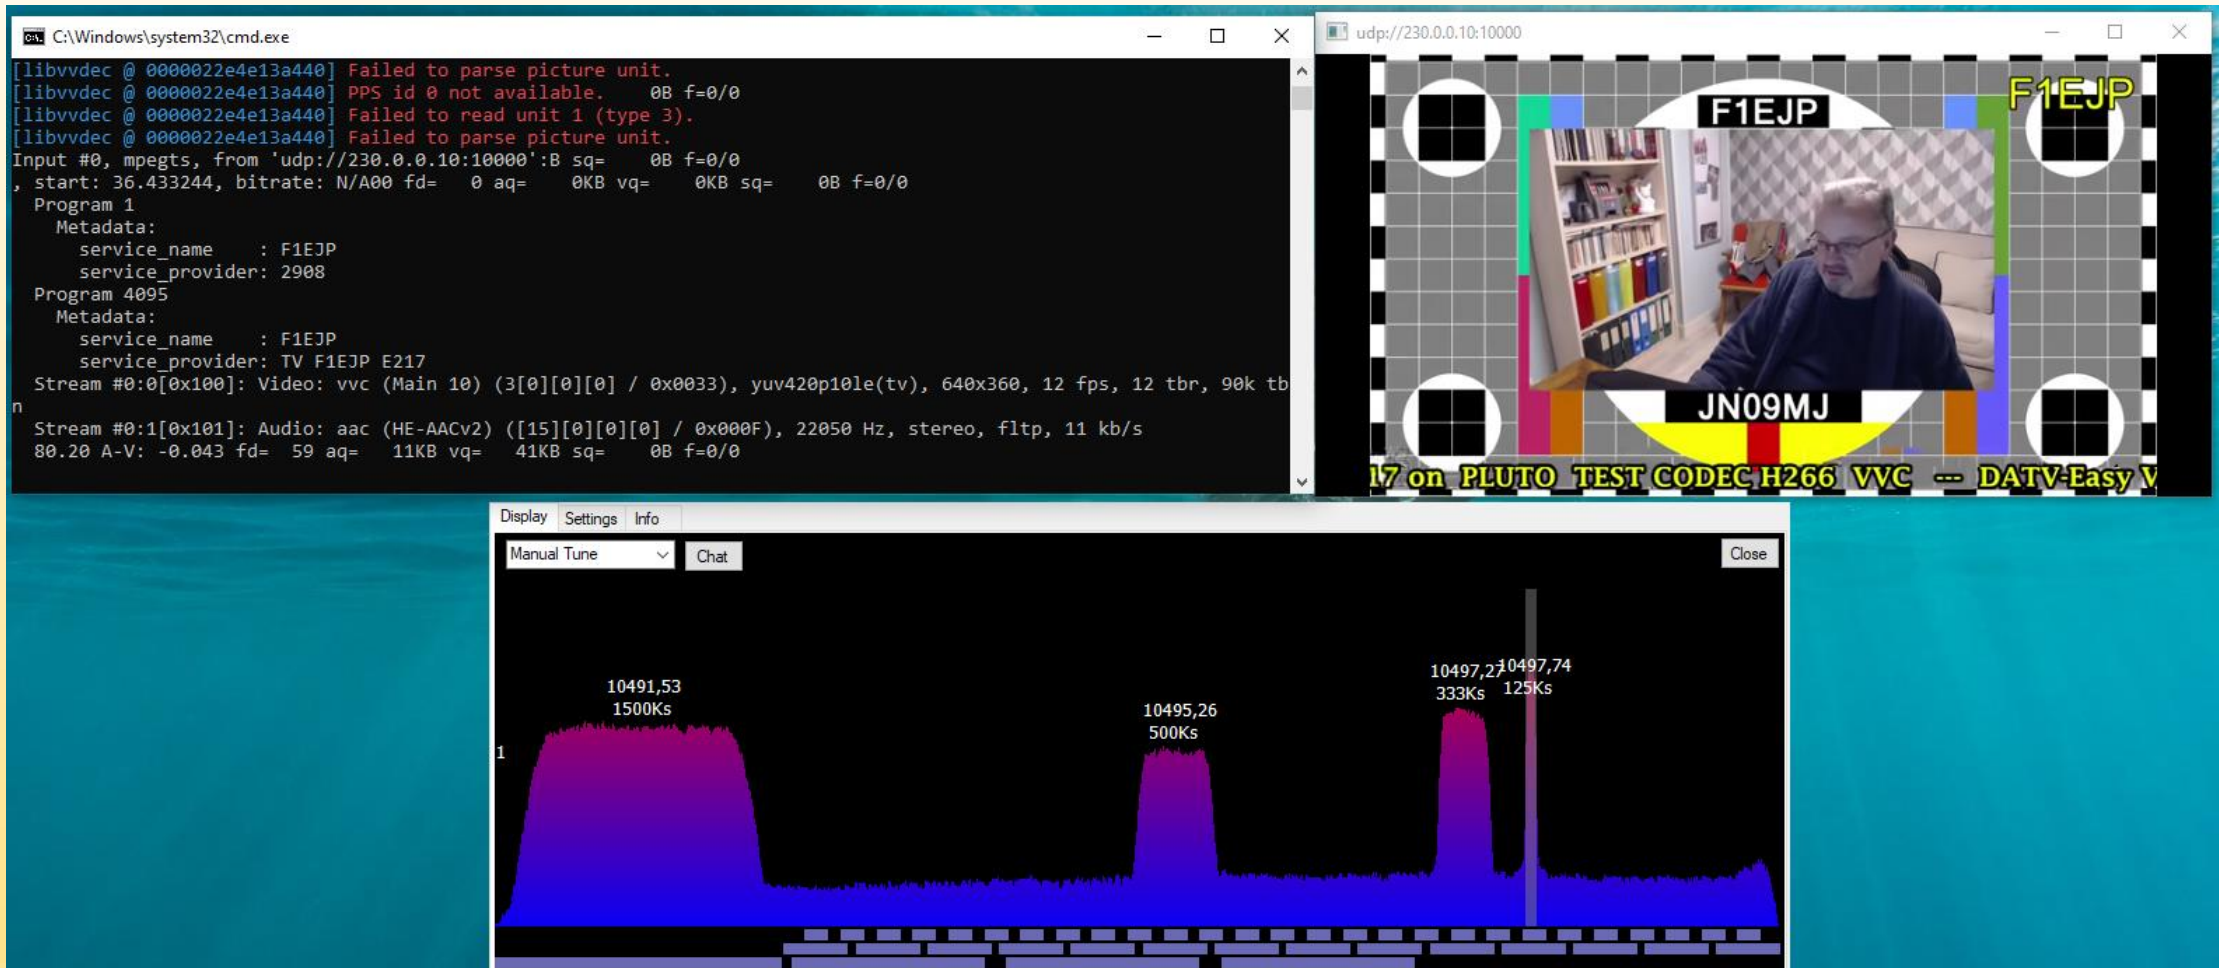 C:\Windows\system32\cmd.exe
[libvvdec @ 0000022e4e13a440] Failed to parse picture unit.
[libvvdec @ 0000022e4e13a440] PPS id 0 not available.    0B f=0/0
[libvvdec @ 0000022e4e13a440] Failed to read unit 1 (type 3).
[libvvdec @ 0000022e4e13a440] Failed to parse picture unit.
Input #0, mpegts, from 'udp://230.0.0.10:10000':B sq=    0B f=0/0
, start: 36.433244, bitrate: N/A00 fd=   0 aq=    0KB vq=    0KB sq=    0B f=0/0
Program 1
Metadata:
service_name    : F1EJP
service_provider: 2908
Program 4095
Metadata:
service_name    : F1EJP
service_provider: TV F1EJP E217
Stream #0:0[0x100]: Video: vvc (Main 10) (3[0][0][0] / 0x0033), yuv420p10le(tv), 640x360, 12 fps, 12 tbr, 90k tb
n
Stream #0:1[0x101]: Audio: aac (HE-AACv2) ([15][0][0][0] / 0x000F), 22050 Hz, stereo, fltp, 11 kb/s
80.20 A-V: -0.043 fd=  59 aq=   11KB vq=   41KB sq=    0B f=0/0
udp://230.0.0.10:10000
F1EJP
F1EJP
JN09MJ
17 on PLUTO TEST CODEC H266 VVC --- DATV-Easy V
Display Settings Info
Manual Tune Chat Close
10491,53
1500Ks
10495,26
500Ks
10497,27
333Ks
10497,74
125Ks
1